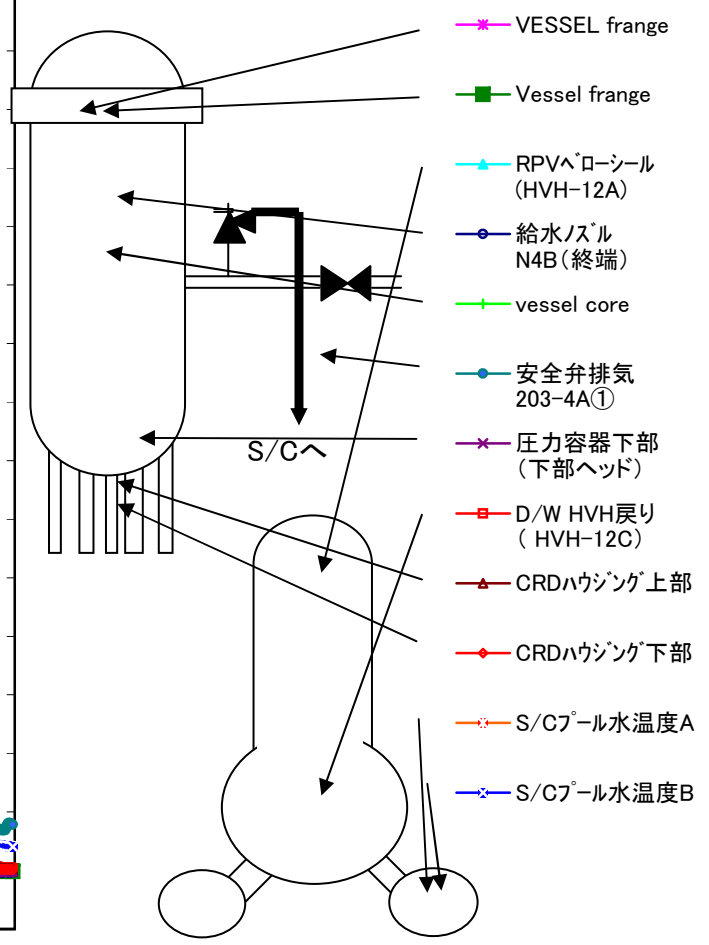 VESSEL frange
Vessel frange
RPVﾍﾞローシール
(HVH-12A)
給水ノズル
N4B(終端)
vessel core
安全弁排気
203-4A①
圧力容器下部
(下部ヘッド)
D/W HVH戻り
( HVH-12C)
CRDﾊウジング上部
CRDﾊウジング下部
S/Cプール水温度A
S/Cプール水温度B
S/Cへ